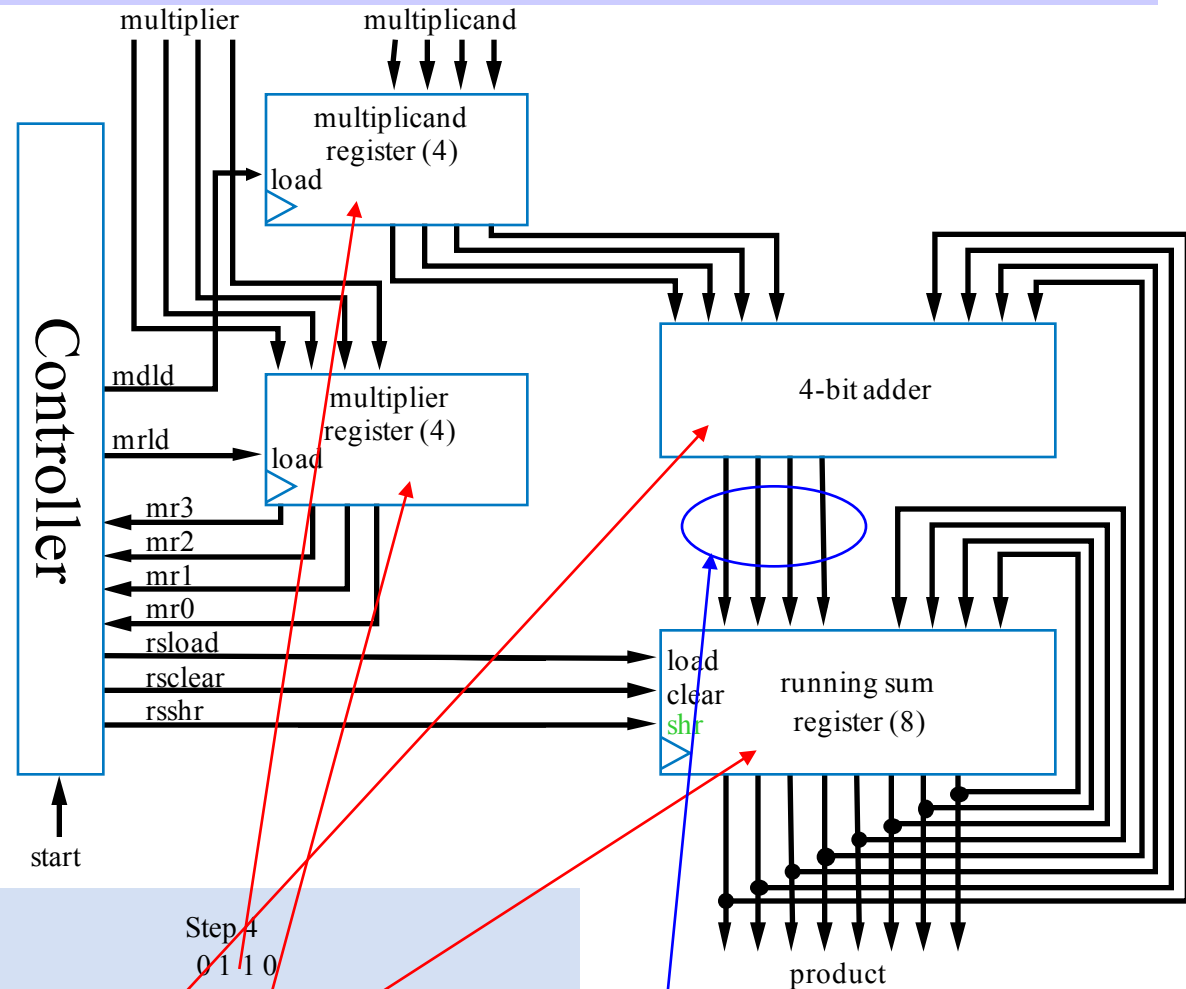 multiplier
multiplicand
multiplicand
register (4)
load
Controller
mdld
mrld
multiplier
register (4)
load
4-bit adder
mr3
mr2
mr1
mr0
rsload
rsclear
rsshr
load
clear
shr
running sum
register (8)
start
Step 4
0 1 1 0
product